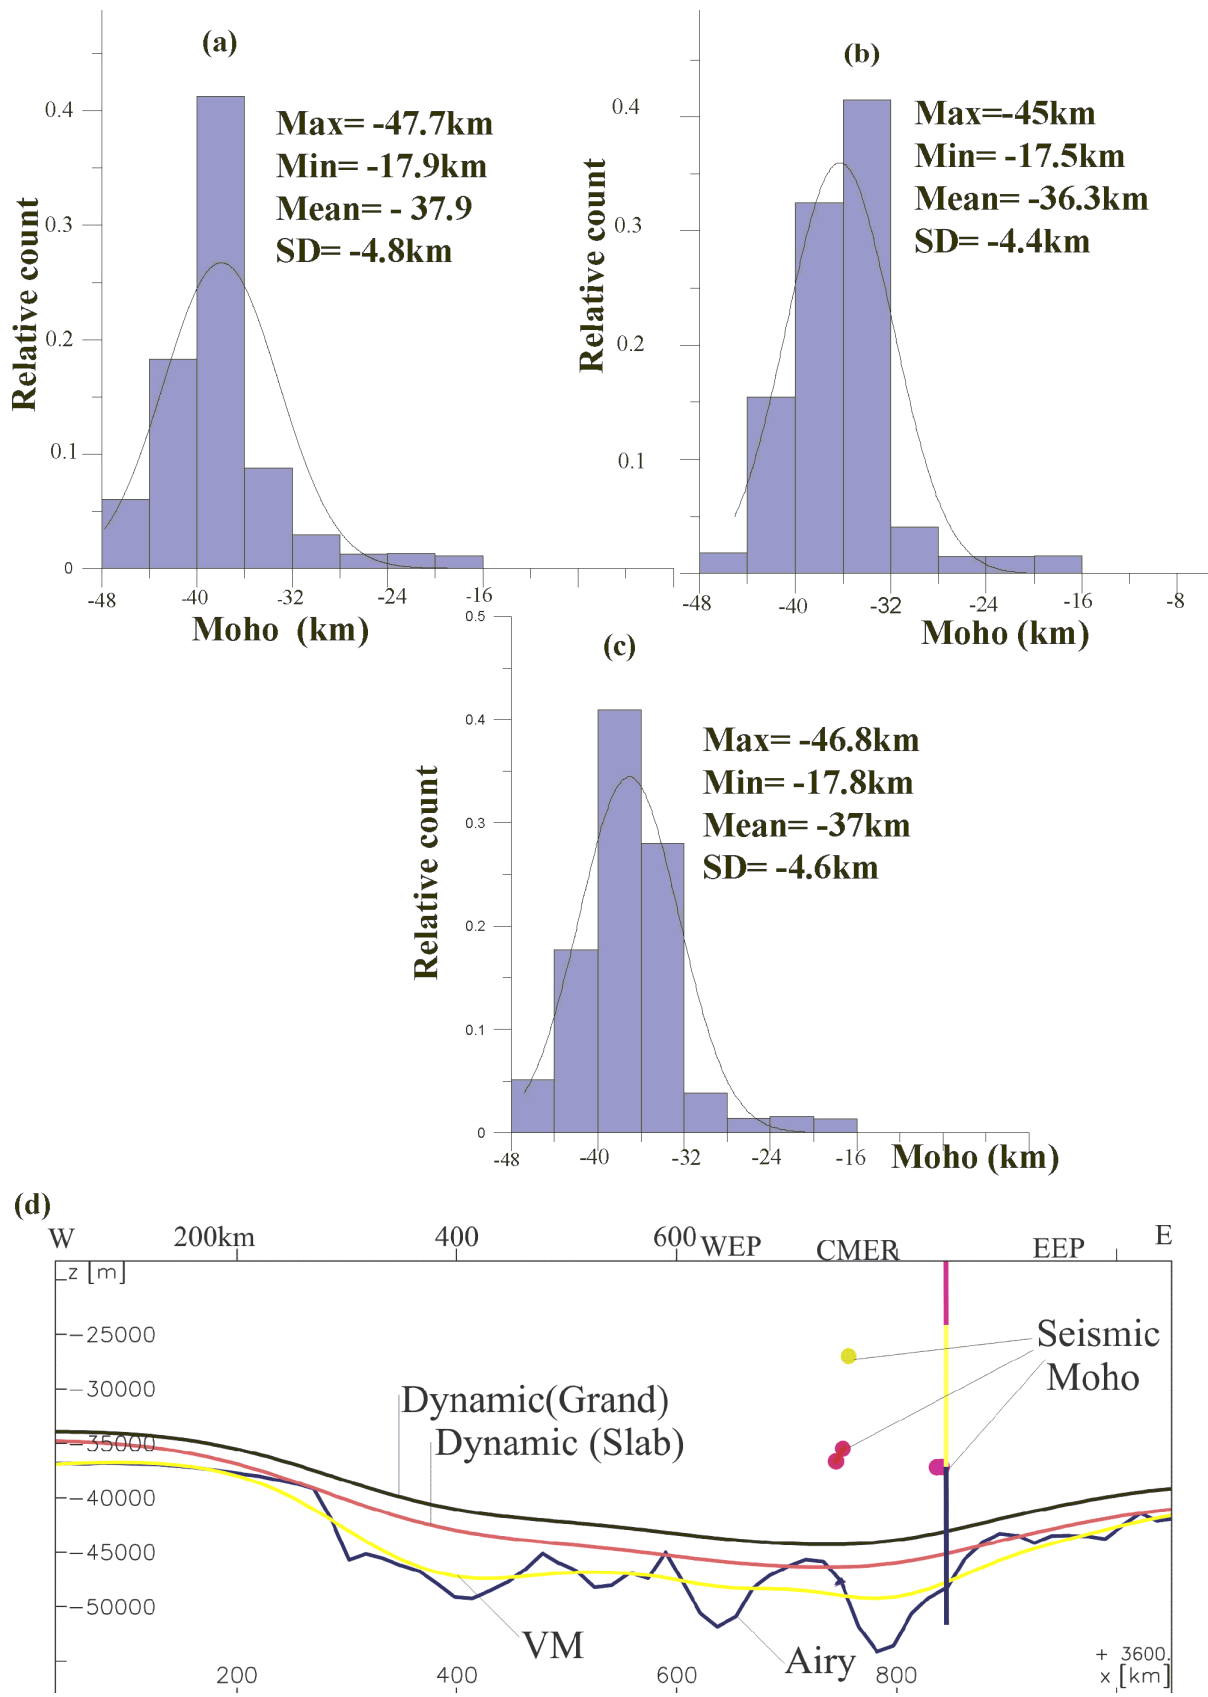 (a)
Max= -47.7km
Min= -17.9km
Mean= - 37.9
SD= -4.8km
Relative count
0.4
0.3
0.2
0.1
0
-48
-40
-32
-24
-16
Moho (km)
(b)
Max=-45km
Min= -17.5km
Mean= -36.3km
SD= -4.4km
Relative count
0.4
0.3
0.2
0.1
-48
-40
-32
-24
-16
-8
Moho (km)
(c)
Max= -46.8km
Min= -17.8km
Mean= -37km
SD= -4.6km
Relative count
0.5
0.4
0.3
0.2
0.1
0
-48
-40
-32
-24
-16
Moho (km)
(d)
W
200km
400
600
WEP
CMER
EEP
E
z [m]
-25000
-30000
-35000
-40000
-45000
-50000
Seismic
Moho
Dynamic(Grand)
Dynamic (Slab)
VM
Airy
+ 3600.
x [km]
200
400
600
800